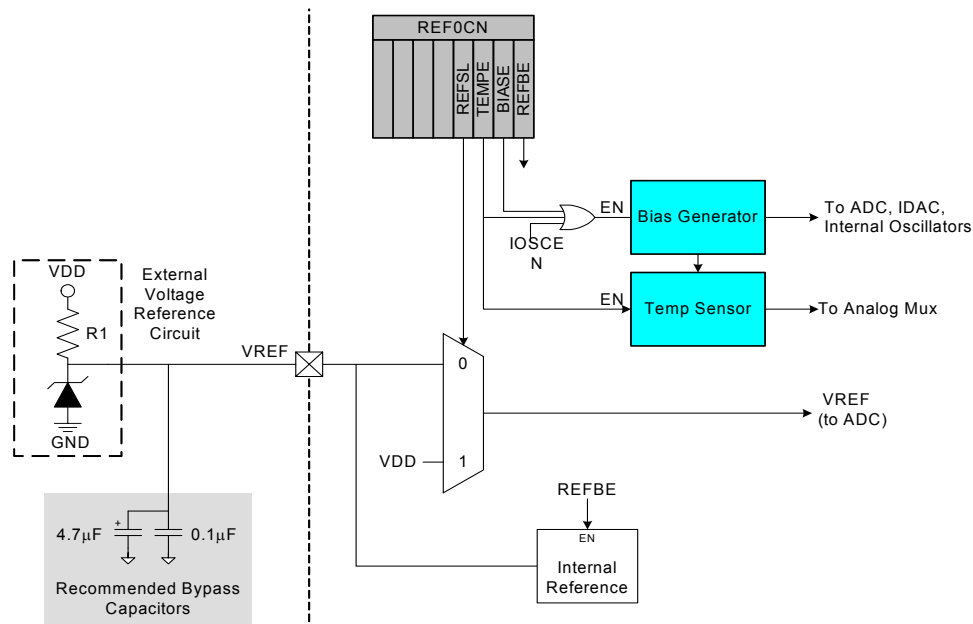 REF0CN
REFSL
TEMPE
BIASE
REFBE
EN
Bias Generator
To ADC, IDAC,
Internal Oscillators
IOSCE
N
VDD
External
Voltage
Reference
Circuit
R1
EN
Temp Sensor
To Analog Mux
VREF
0
GND
VREF
(to ADC)
VDD
1
REFBE
EN
Internal
Reference
4.7µF
+
0.1µF
Recommended Bypass
Capacitors